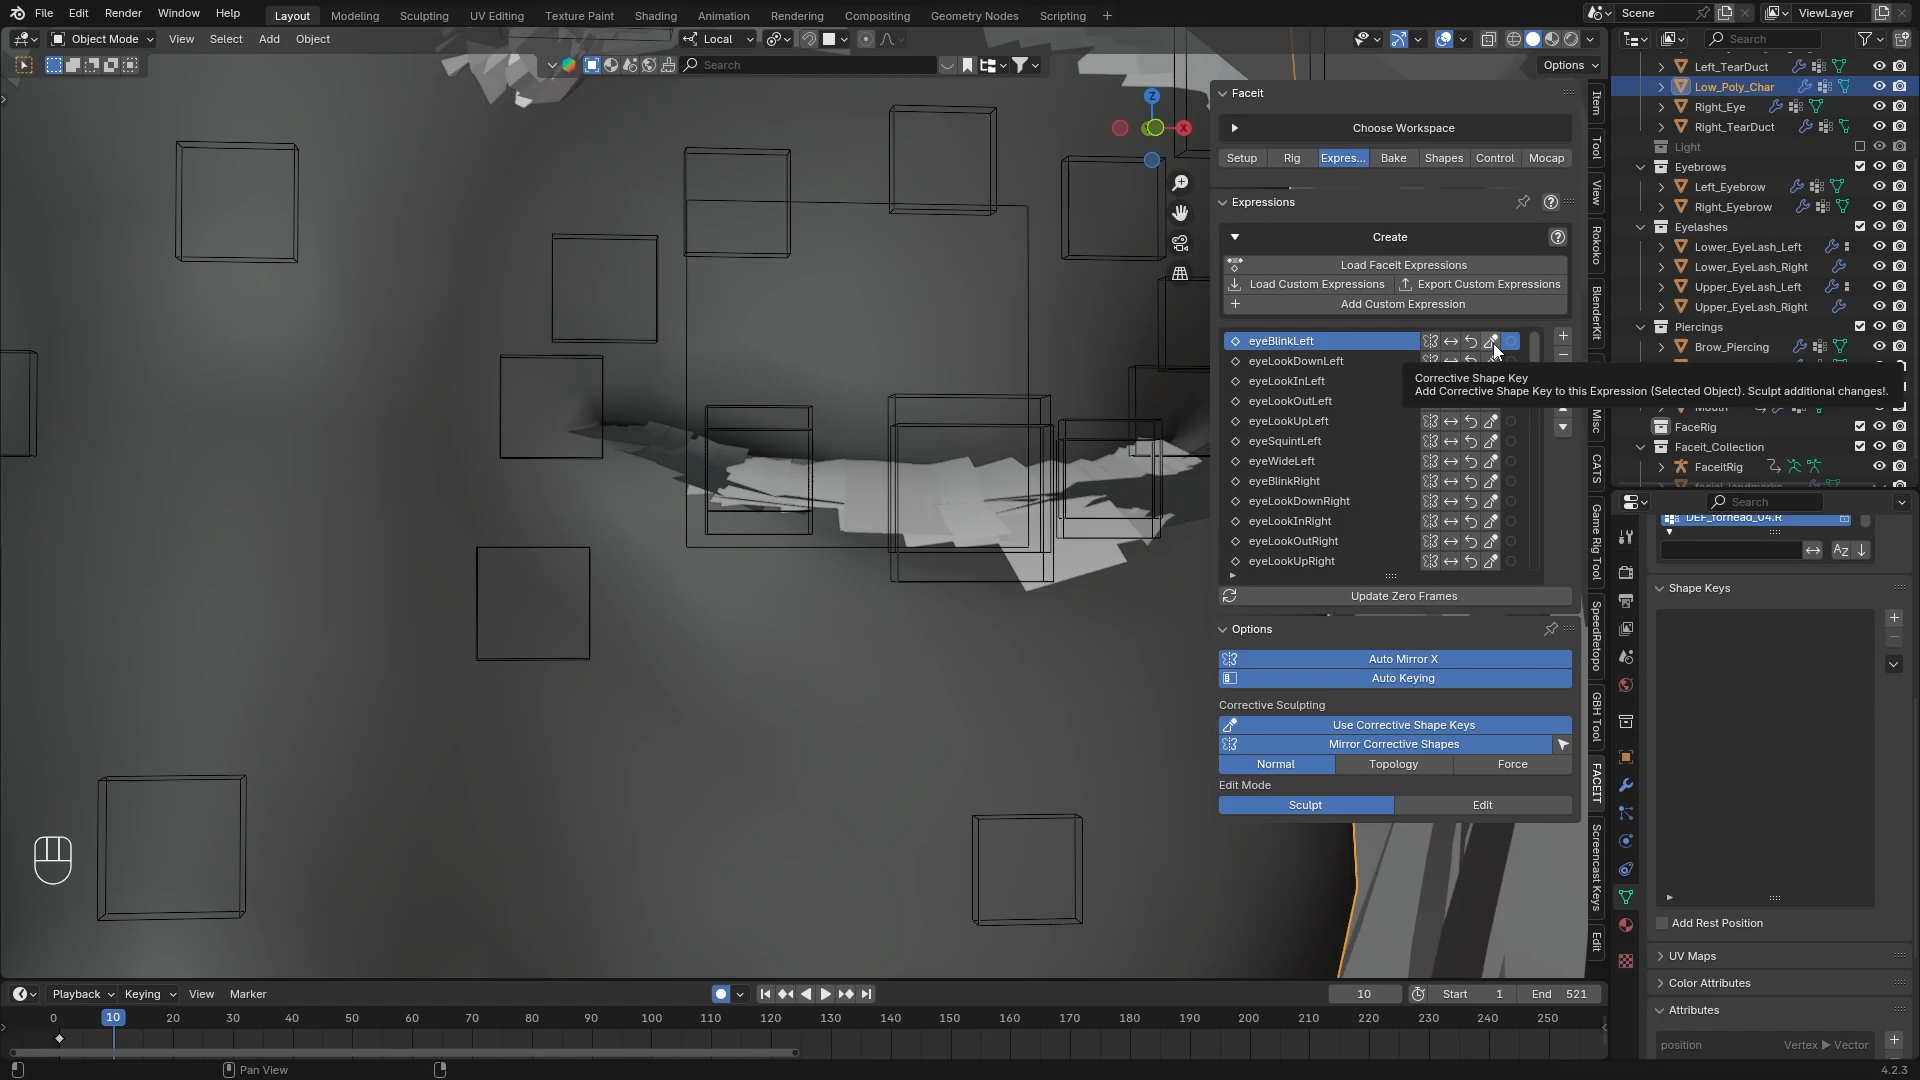 File Edit Render Window Help
Layout Modeling Sculpting UV Editing Texture Paint Shading Animation Rendering Compositing Geometry Nodes Scripting +
Scene
ViewLayer
Object Mode View Select Add Object
Local
Search
Search
Options
Z
X
Faceit
Choose Workspace
Setup Rig Expres... Bake Shapes Control Mocap
Expressions
Create
Load Faceit Expressions
Load Custom Expressions Export Custom Expressions
Add Custom Expression
eyeBlinkLeft
eyeLookDownLeft
eyeLookInLeft
eyeLookOutLeft
eyeLookUpLeft
eyeSquintLeft
eyeWideLeft
eyeBlinkRight
eyeLookDownRight
eyeLookInRight
eyeLookOutRight
eyeLookUpRight
Corrective Shape Key
Add Corrective Shape Key to this Expression (Selected Object). Sculpt additional changes!.
Update Zero Frames
Options
Auto Mirror X
Auto Keying
Corrective Sculpting
Use Corrective Shape Keys
Mirror Corrective Shapes
Normal Topology Force
Edit Mode
Sculpt Edit
Item
Tool
View
Rokoko
BlenderKit
Misc
CATS
Game Rig Tool
SpeedRetopo
GBH Tool
FACEIT
Screencast Keys
Edit
Left_TearDuct
Low_Poly_Char
Right_Eye
Right_TearDuct
Light
Eyebrows
Left_Eyebrow
Right_Eyebrow
Eyelashes
Lower_EyeLash_Left
Lower_EyeLash_Right
Upper_EyeLash_Left
Upper_EyeLash_Right
Piercings
Brow_Piercing
Mouth
FaceRig
Faceit_Collection
FaceitRig
facial_landmarks
Search
DEF_forhead_04.R
Shape Keys
Add Rest Position
UV Maps
Color Attributes
Attributes
position Vertex ▶ Vector
Playback Keying View Marker
10 Start 1 End 521
0 10 20 30 40 50 60 70 80 90 100 110 120 130 140 150 160 170 180 190 200 210 220 230 240 250
Pan View
4.2.3